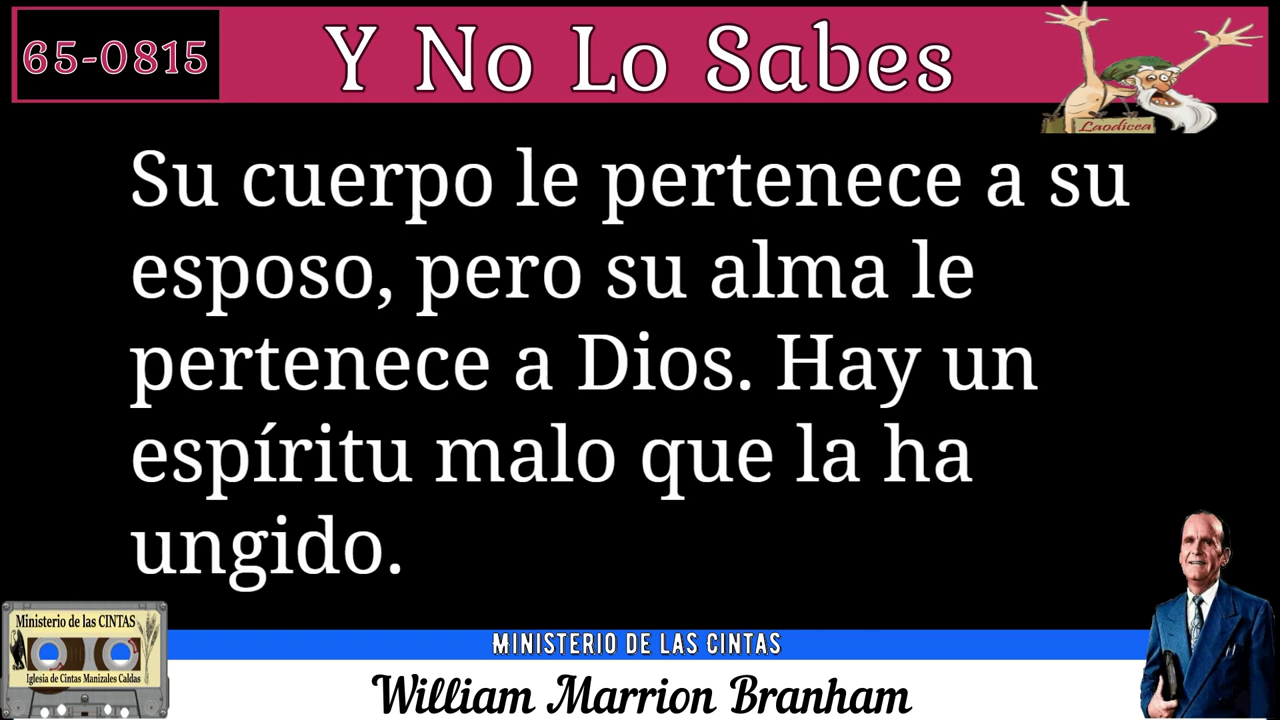 65-0815
Y No Lo Sabes
Laodicea
Su cuerpo le pertenece a su
esposo, pero su alma le
pertenece a Dios. Hay un
espíritu malo que la ha
ungido.
Ministerio de las CINTAS
Iglesia de Cintas Manizales Caldas
MINISTERIO DE LAS CINTAS
William Marrion Branham